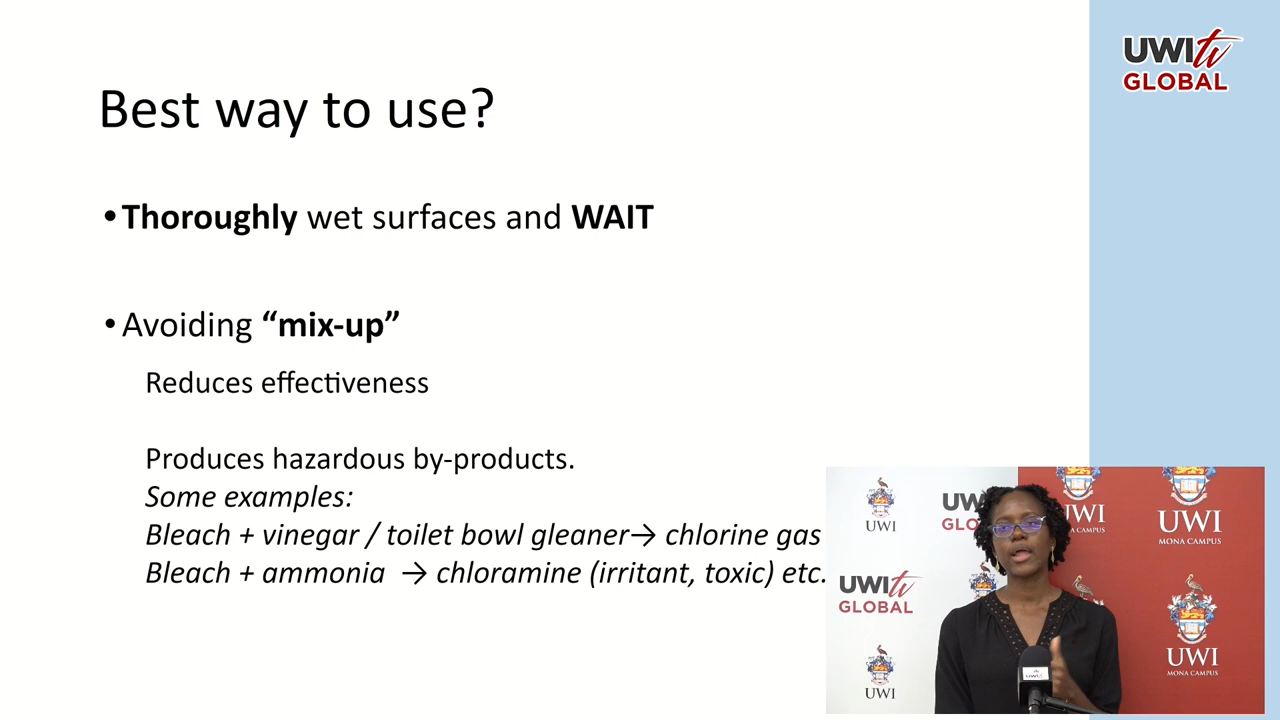 Best way to use?
•Thoroughly wet surfaces and WAIT
•Avoiding “mix-up”
Reduces effectiveness
Produces hazardous by-products.
Some examples:
Bleach + vinegar / toilet bowl gleaner→ chlorine gas
Bleach + ammonia → chloramine (irritant, toxic) etc.
UWItv
GLOBAL
UWI
UW
GLO
UWI
CAMPUS
UWI
MONA CAMPUS
UWItv
GLOBAL
UWI
UWI
MONA CAMPUS